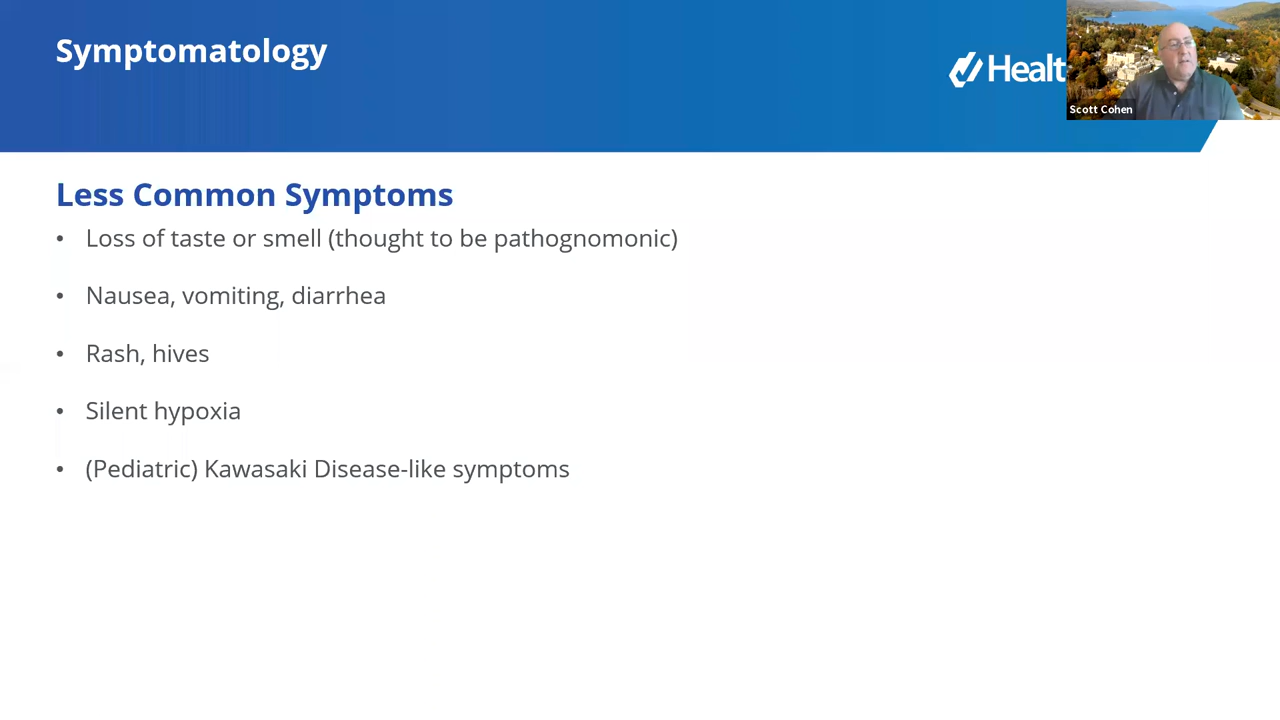 Symptomatology
Healt
Scott Cohen
Less Common Symptoms
• Loss of taste or smell (thought to be pathognomonic)
• Nausea, vomiting, diarrhea
• Rash, hives
• Silent hypoxia
• (Pediatric) Kawasaki Disease-like symptoms